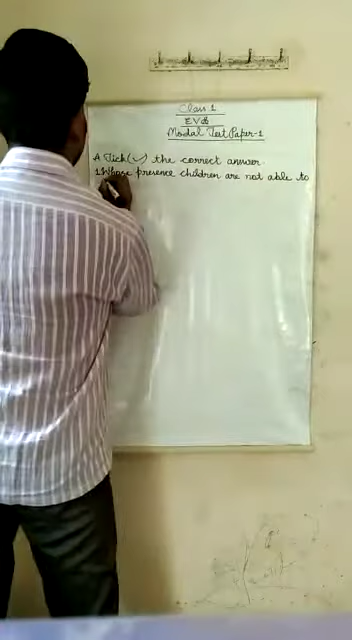 Class 1
EVS
Modal Test Paper-1
A Tick (✓) the correct answer.
1. Whose presence children are not able to